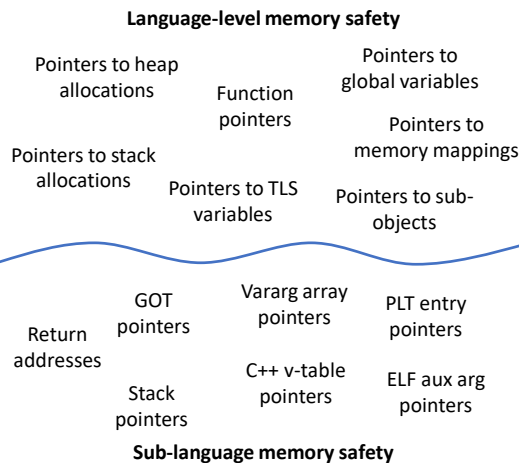 Language-level memory safety
Pointers to heap
allocations
Function
pointers
Pointers to
global variables
Pointers to
memory mappings
Pointers to stack
allocations
Pointers to TLS
variables
Pointers to sub-
objects
Return
addresses
GOT
pointers
Vararg array
pointers
PLT entry
pointers
Stack
pointers
C++ v-table
pointers
ELF aux arg
pointers
Sub-language memory safety